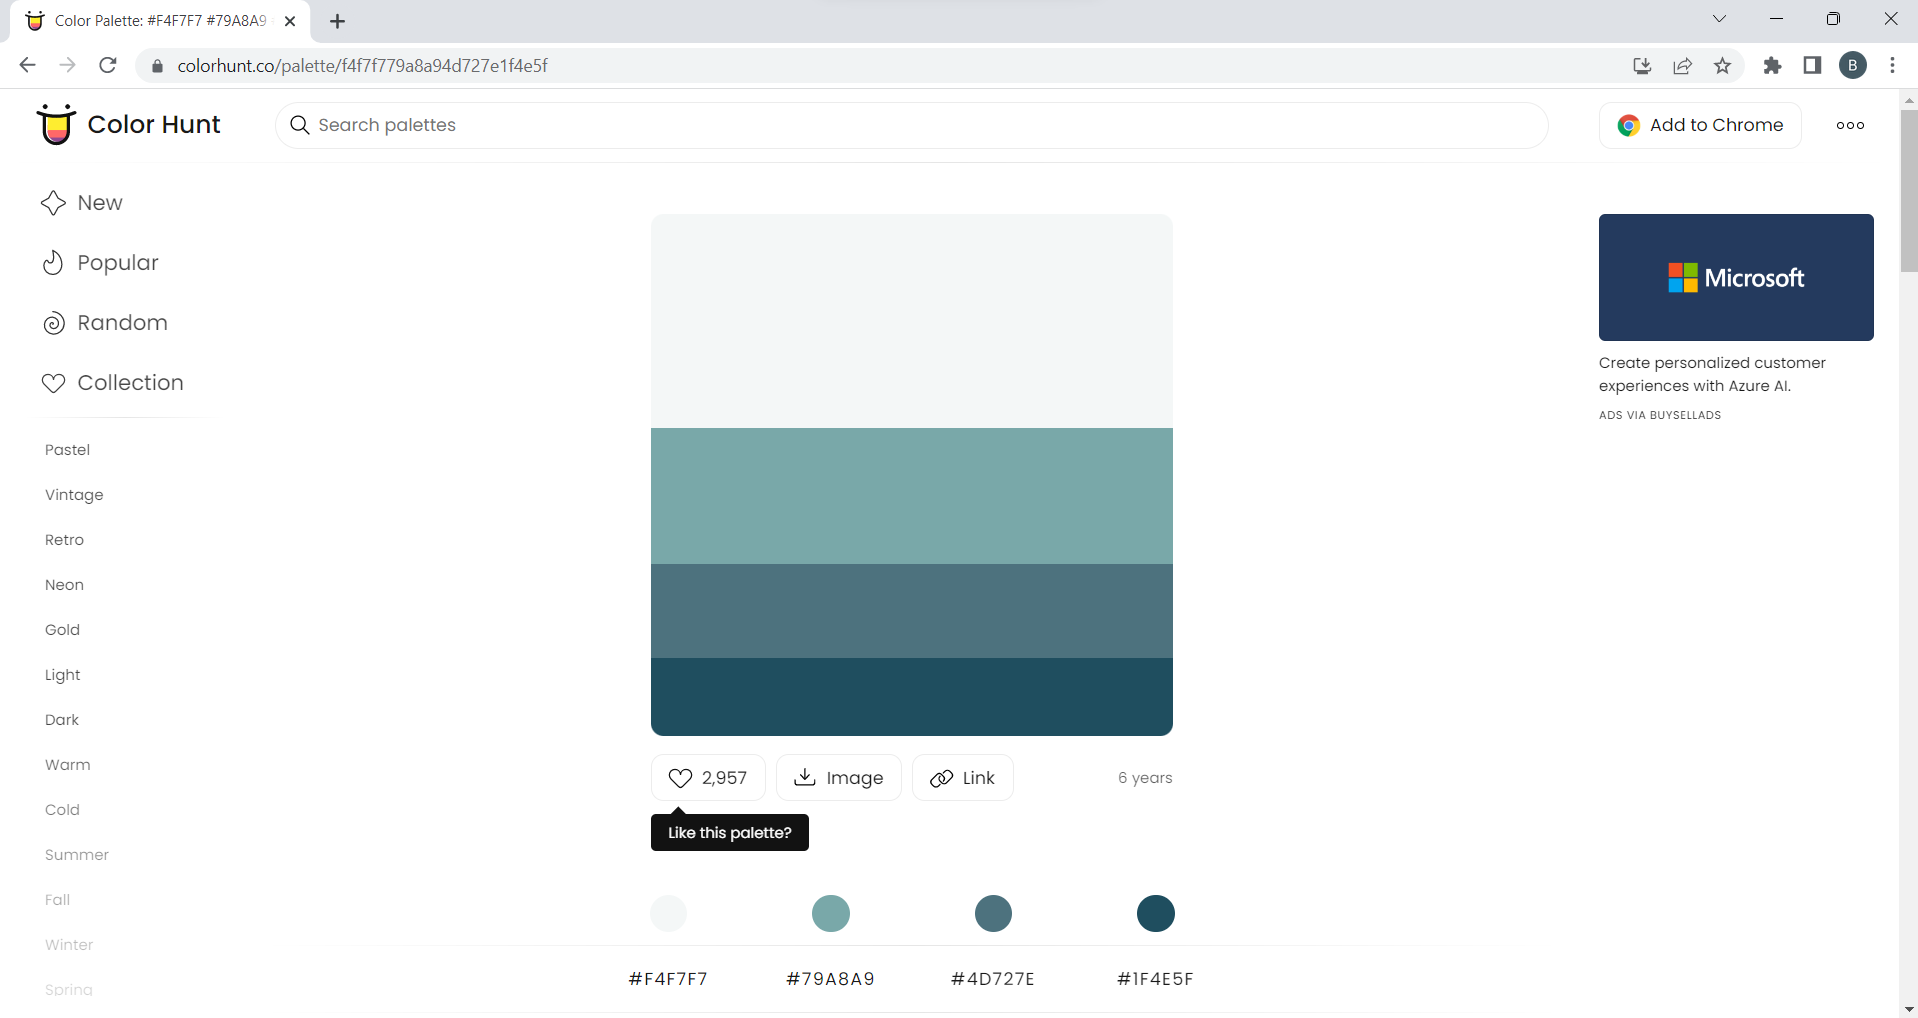 Color Palette: #F4F7F7 #79A8A9
colorhunt.co/palette/f4f7f779a8a94d727e1f4e5f
B
Color Hunt
Search palettes
Add to Chrome
New
Popular
Random
Collection
Pastel
Vintage
Retro
Neon
Gold
Light
Dark
Warm
Cold
Summer
Fall
Winter
Spring
2,957
Image
Link
6 years
Like this palette?
#F4F7F7
#79A8A9
#4D727E
#1F4E5F
Microsoft
Create personalized customer
experiences with Azure AI.
ADS VIA BUYSELLADS